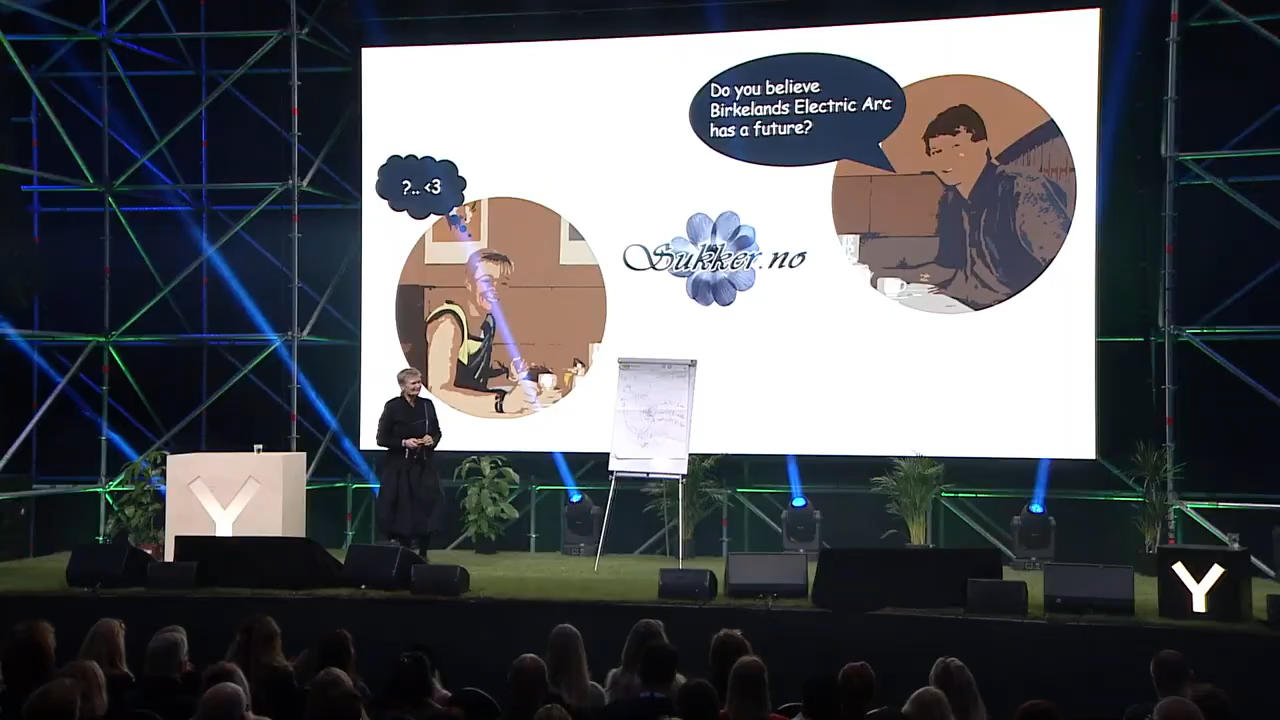 Do you believe
Birkelands Electric Arc
has a future?
?.. <3
Sukker.no
Y
Y